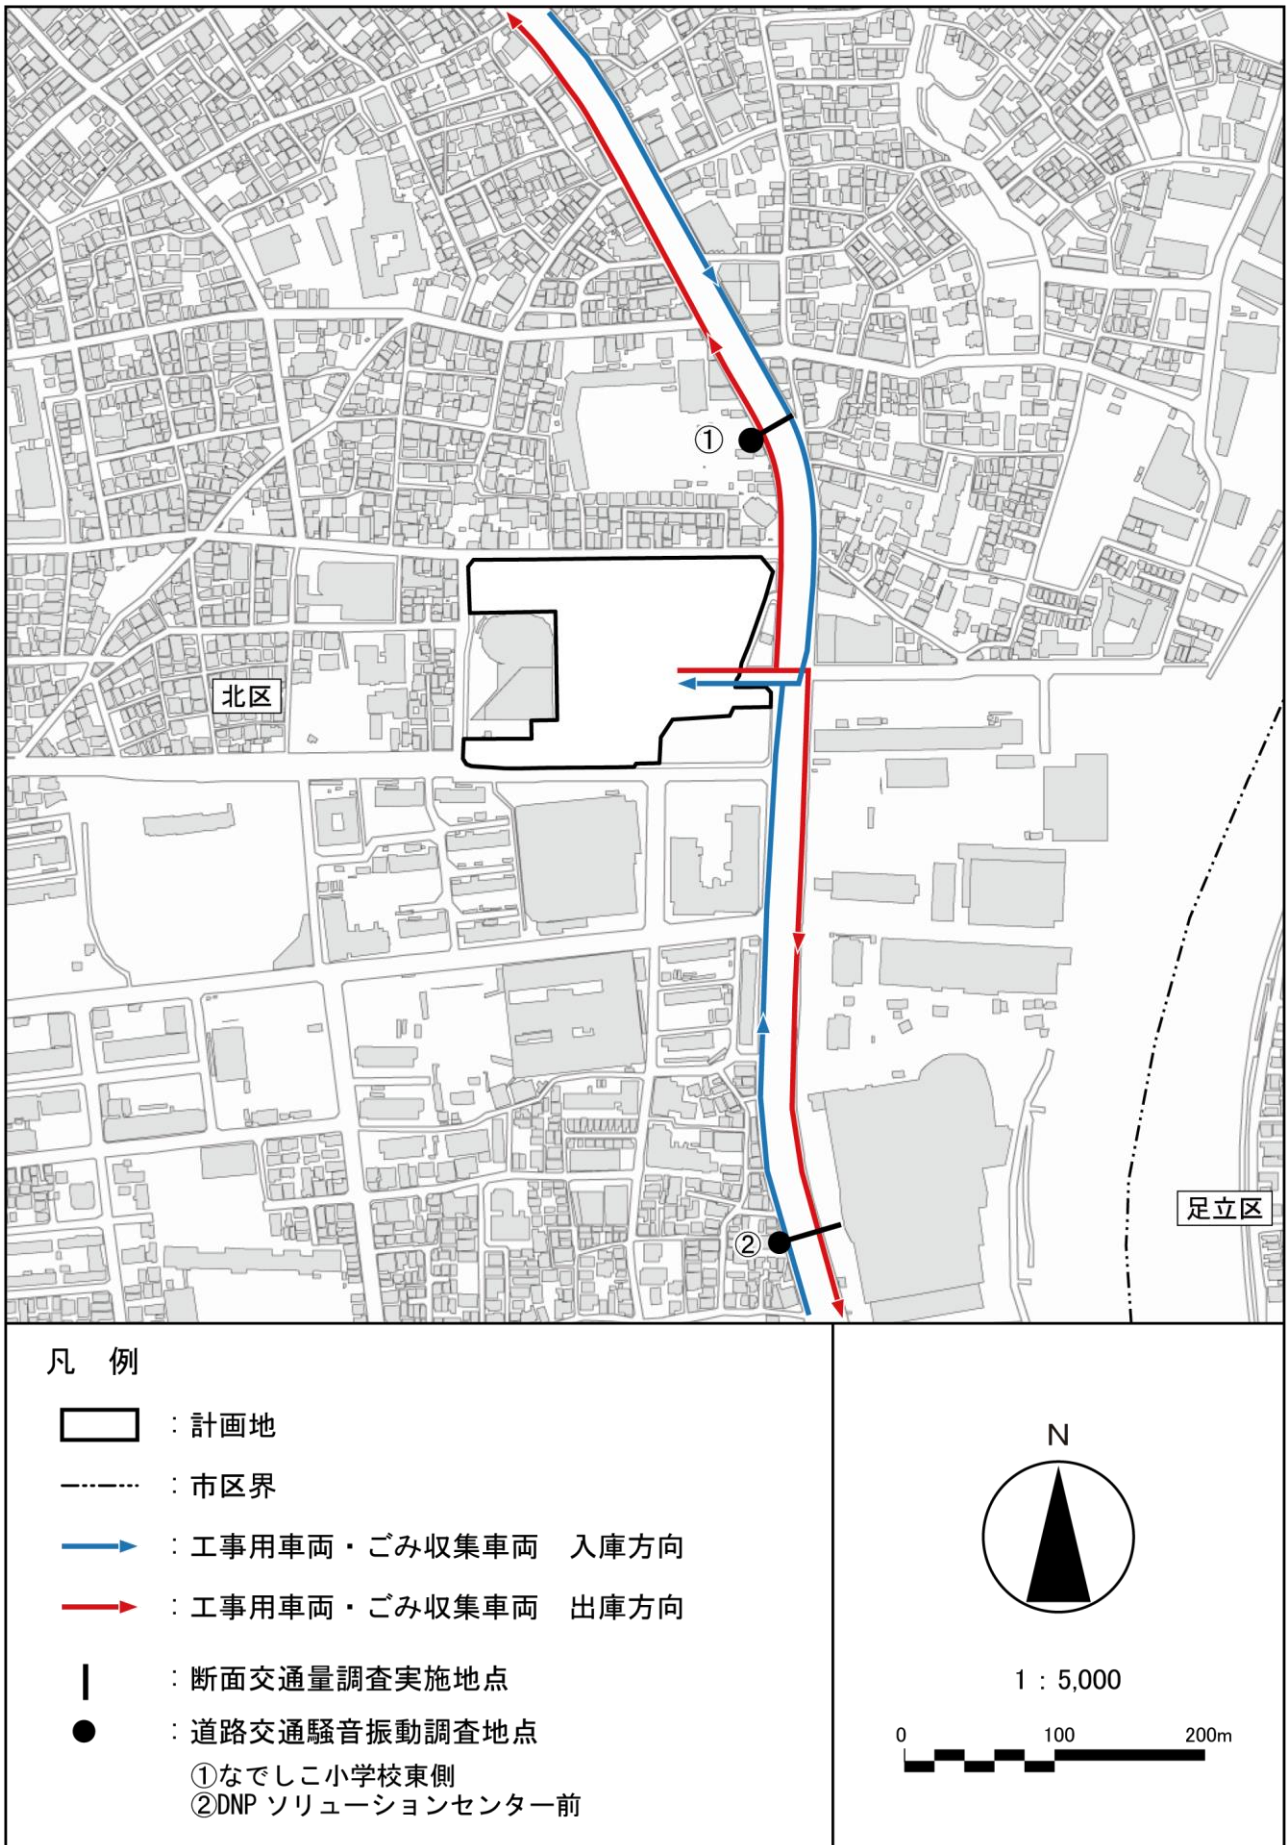 ①
北区
足立区
②
凡 例
：計画地
：市区界
：工事用車両・ごみ収集車両 入庫方向
：工事用車両・ごみ収集車両 出庫方向
：断面交通量調査実施地点
：道路交通騒音振動調査地点
①なでしこ小学校東側
②DNP ソリューションセンター前
N
1：5,000
0 100 200m